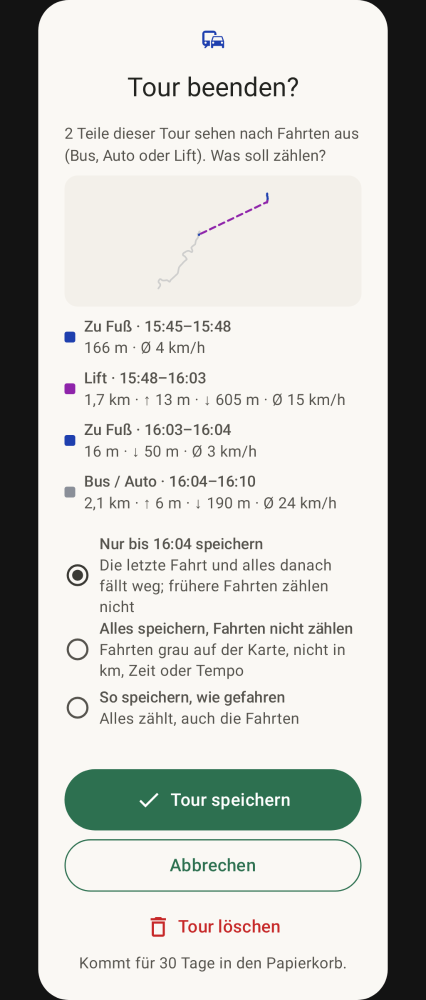 Tour beenden?
2 Teile dieser Tour sehen nach Fahrten aus
(Bus, Auto oder Lift). Was soll zählen?
Zu Fuß · 15:45–15:48
166 m · Ø 4 km/h
Lift · 15:48–16:03
1,7 km · ↑ 13 m · ↓ 605 m · Ø 15 km/h
Zu Fuß · 16:03–16:04
16 m · ↓ 50 m · Ø 3 km/h
Bus / Auto · 16:04–16:10
2,1 km · ↑ 6 m · ↓ 190 m · Ø 24 km/h
Nur bis 16:04 speichern
Die letzte Fahrt und alles danach
fällt weg; frühere Fahrten zählen
nicht
Alles speichern, Fahrten nicht zählen
Fahrten grau auf der Karte, nicht in
km, Zeit oder Tempo
So speichern, wie gefahren
Alles zählt, auch die Fahrten
Tour speichern
Abbrechen
Tour löschen
Kommt für 30 Tage in den Papierkorb.